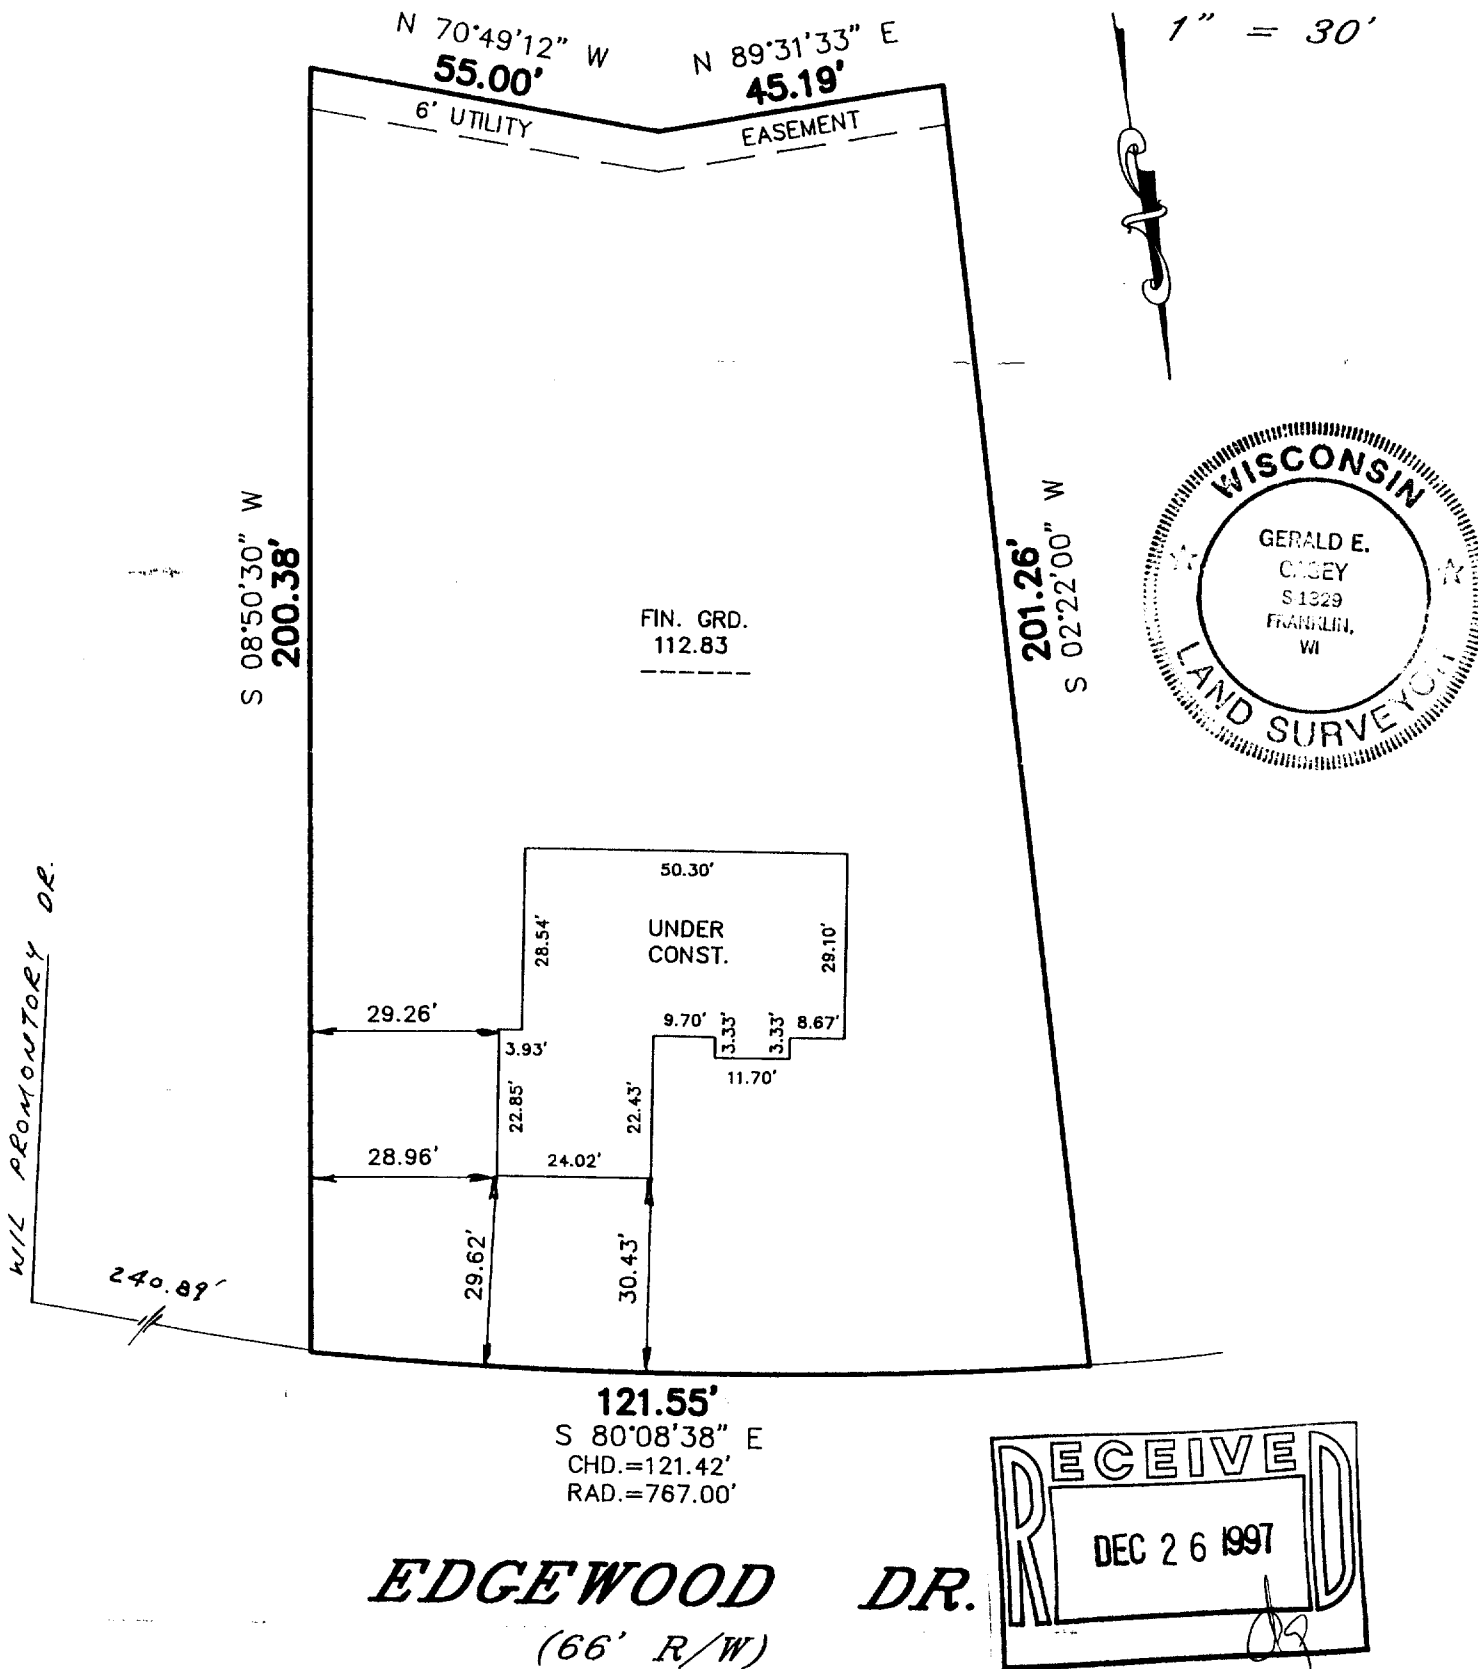 1" = 30'
N 70°49'12" W
55.00'
N 89°31'33" E
45.19'
6' UTILITY
EASEMENT
S 08°50'30" W
200.38'
201.26'
S 02°22'00" W
WISCONSIN
GERALD E.
CASEY
S 1329
FRANKLIN,
WI
LAND SURVEYOR
FIN. GRD.
112.83
50.30'
28.54'
UNDER
CONST.
29.10'
29.26'
3.93'
9.70'
3.33'
3.33'
8.67'
11.70'
22.85'
22.43'
28.96'
24.02'
29.62'
30.43'
W/L PROMONTORY DR.
240.89'
121.55'
S 80°08'38" E
CHD.=121.42'
RAD.=767.00'
RECEIVED
DEC 26 1997
EDGEWOOD DR.
(66' R/W)